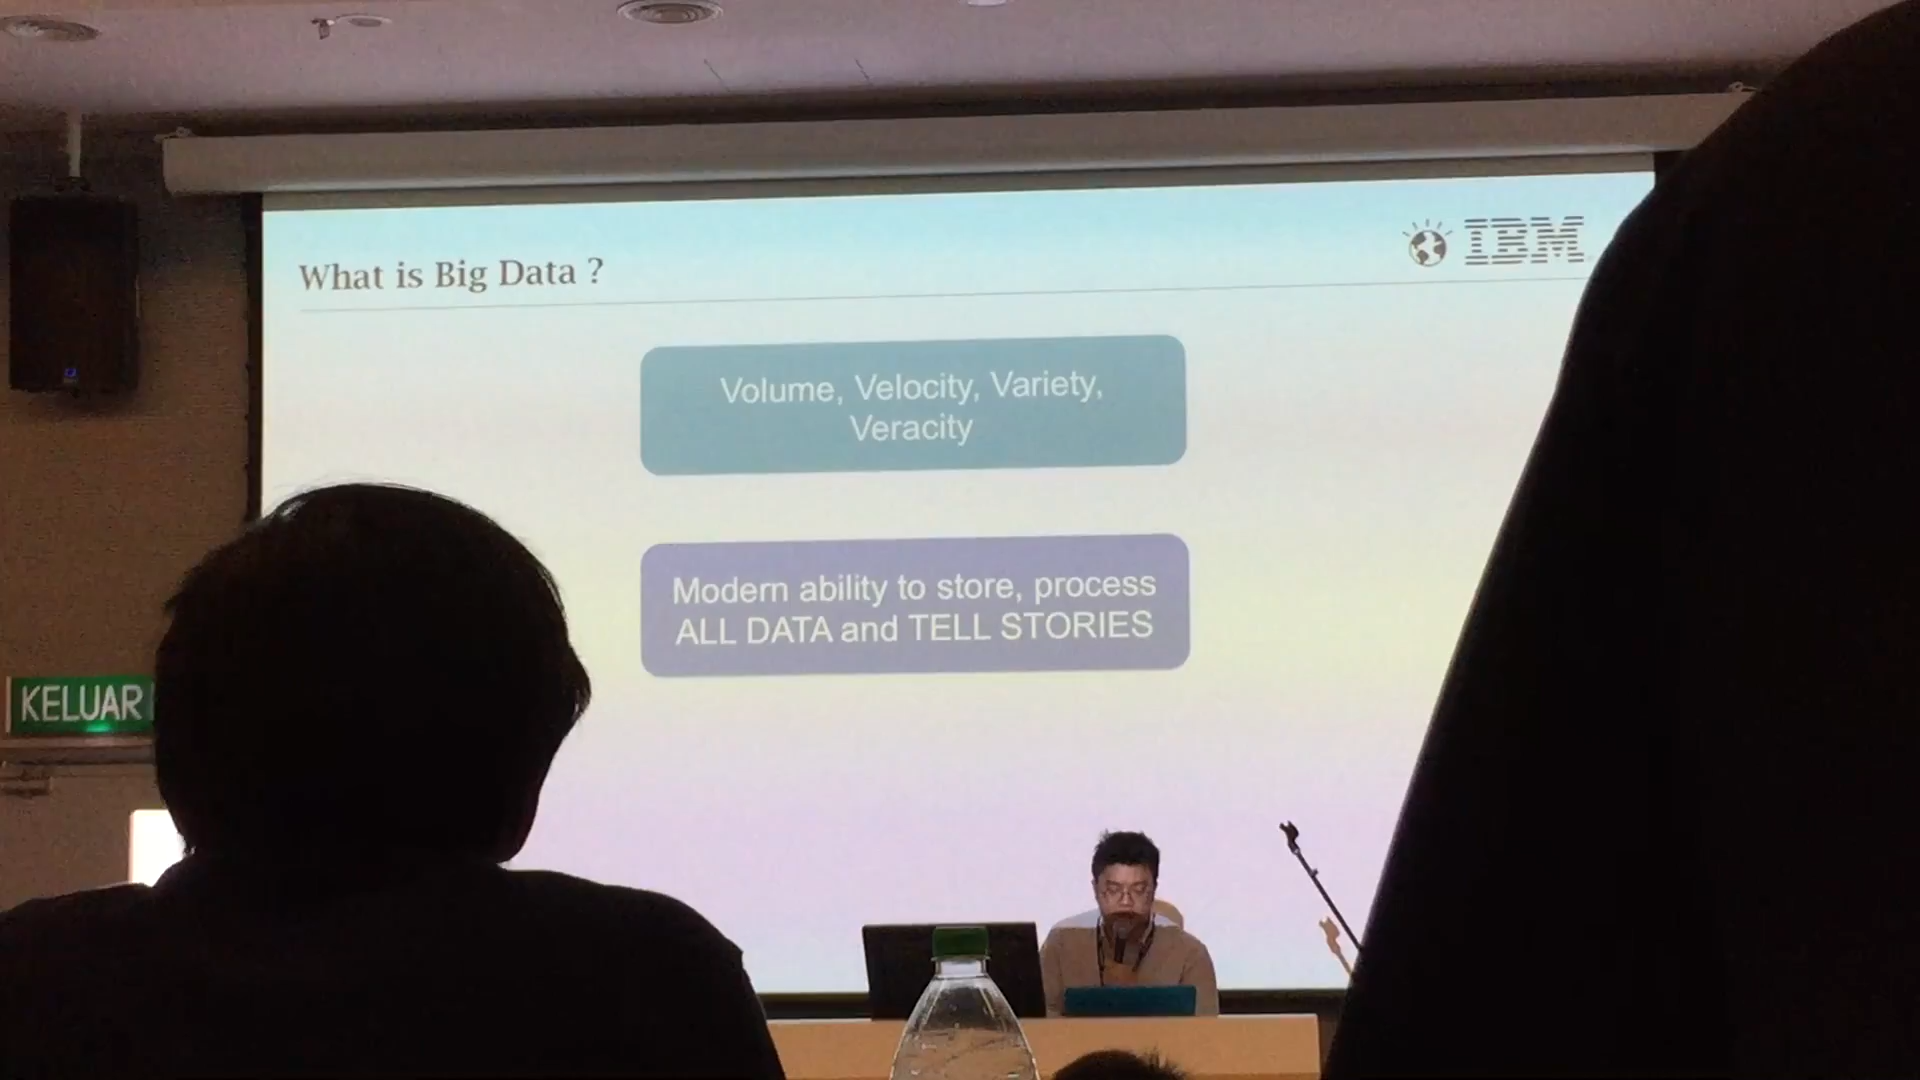 What is Big Data ?
IBM
Volume, Velocity, Variety,
Veracity
Modern ability to store, process
ALL DATA and TELL STORIES
KELUAR